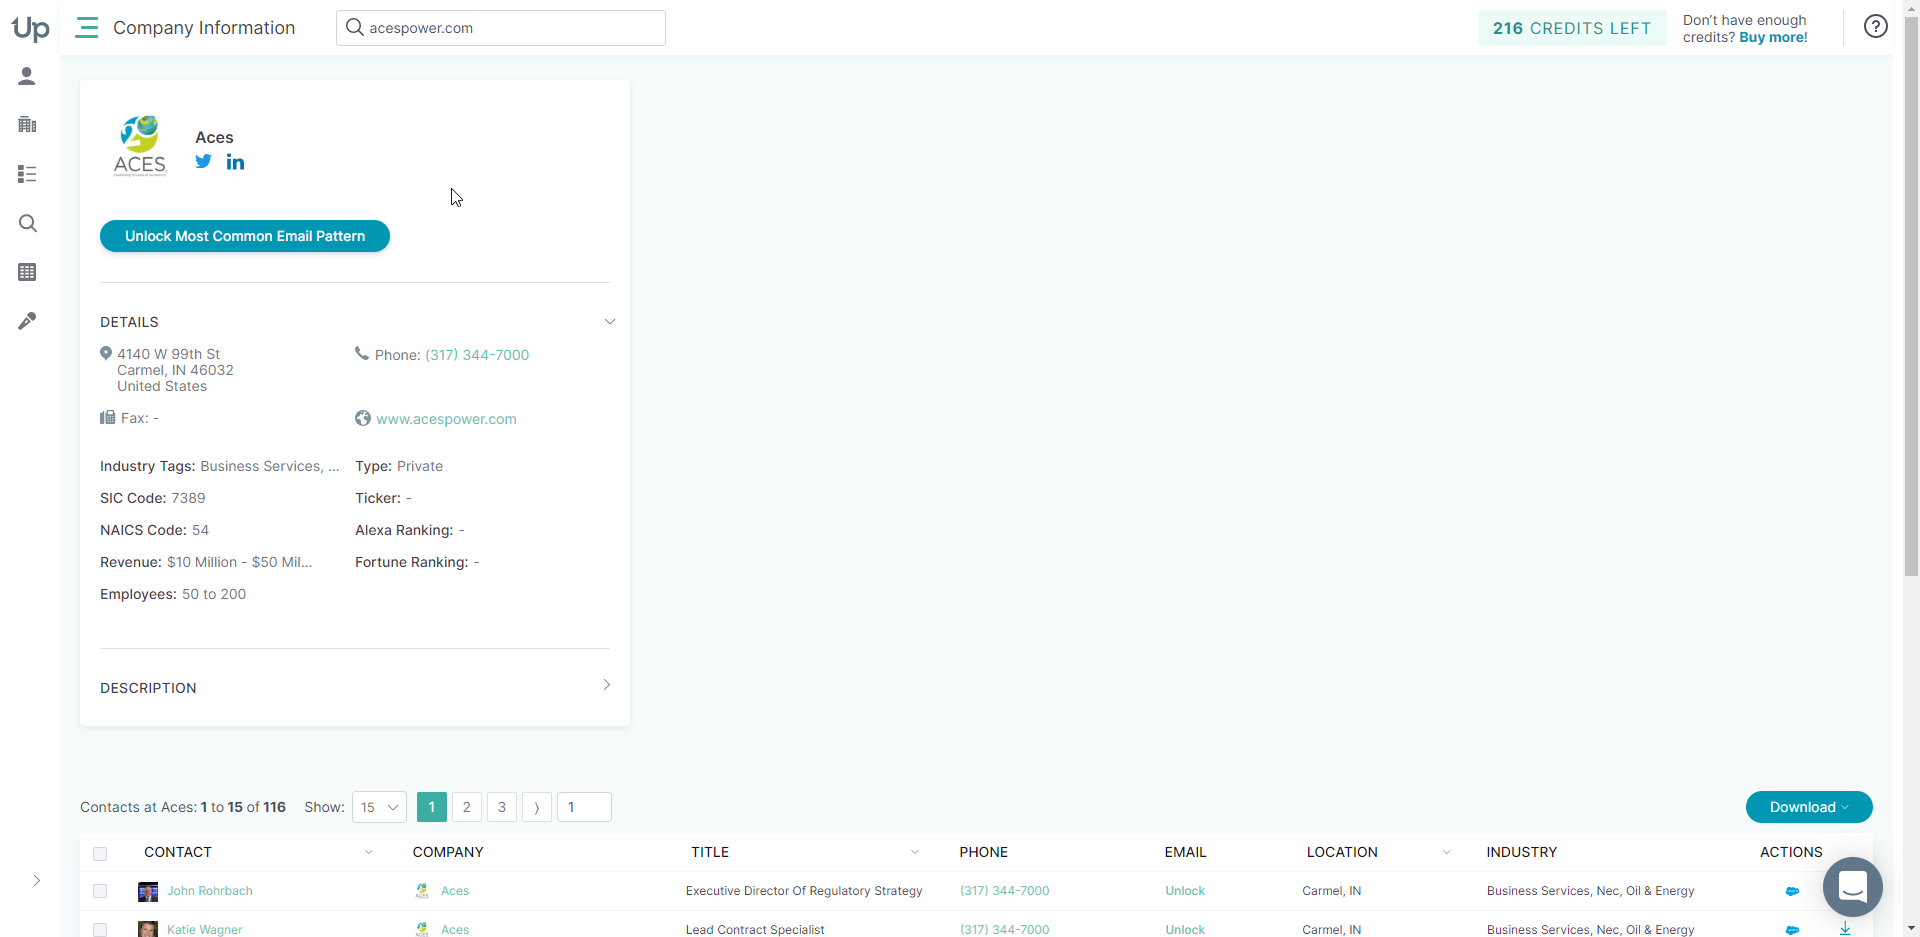 Up
Company Information
acespower.com
216 CREDITS LEFT
Don't have enough
credits? Buy more!
?
ACES
Aces
in
Unlock Most Common Email Pattern
DETAILS
4140 W 99th St
Carmel, IN 46032
United States
Phone: (317) 344-7000
Fax: -
www.acespower.com
Industry Tags: Business Services, ...
Type: Private
SIC Code: 7389
Ticker: -
NAICS Code: 54
Alexa Ranking: -
Revenue: $10 Million - $50 Mil...
Fortune Ranking: -
Employees: 50 to 200
DESCRIPTION
Contacts at Aces: 1 to 15 of 116 Show: 15 1 2 3 ⟩ 1
Download
CONTACT COMPANY TITLE PHONE EMAIL LOCATION INDUSTRY ACTIONS
John Rohrbach ACES Aces Executive Director Of Regulatory Strategy (317) 344-7000 Unlock Carmel, IN Business Services, Nec, Oil & Energy
Katie Wagner ACES Aces Lead Contract Specialist (317) 344-7000 Unlock Carmel, IN Business Services, Nec, Oil & Energy